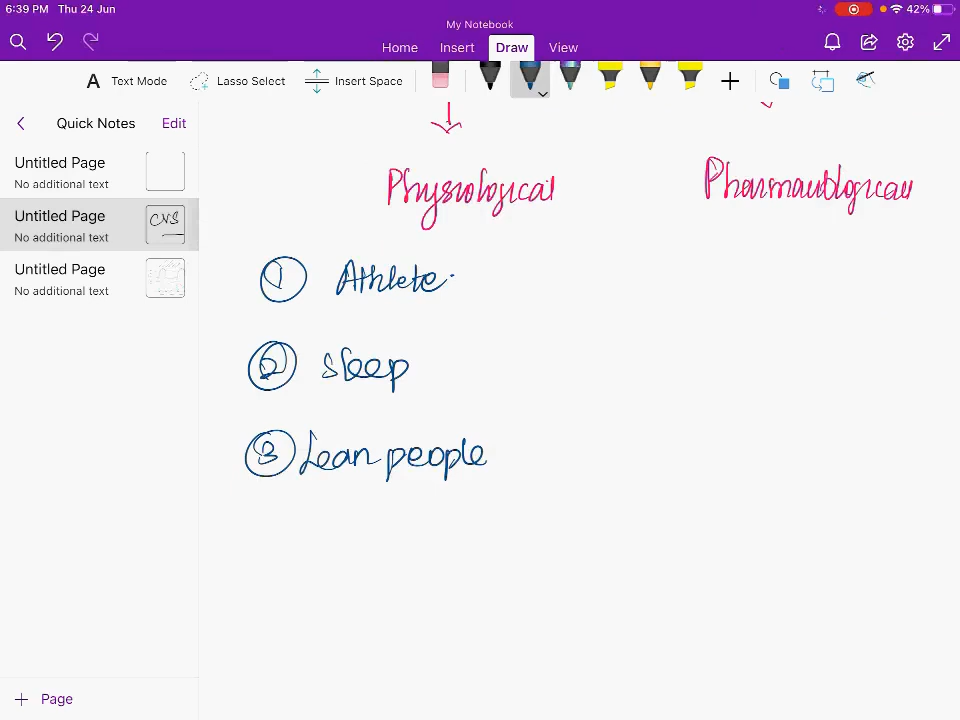 6:39 PM Thu 24 Jun 42%
My Notebook
Home Insert Draw View
Text Mode Lasso Select Insert Space
Quick Notes Edit
Untitled Page
No additional text
Untitled Page
No additional text
CNS
Untitled Page
No additional text
Physiological
Pharmacological
1 Athlete
2 Sleep
3 Lean people
+ Page